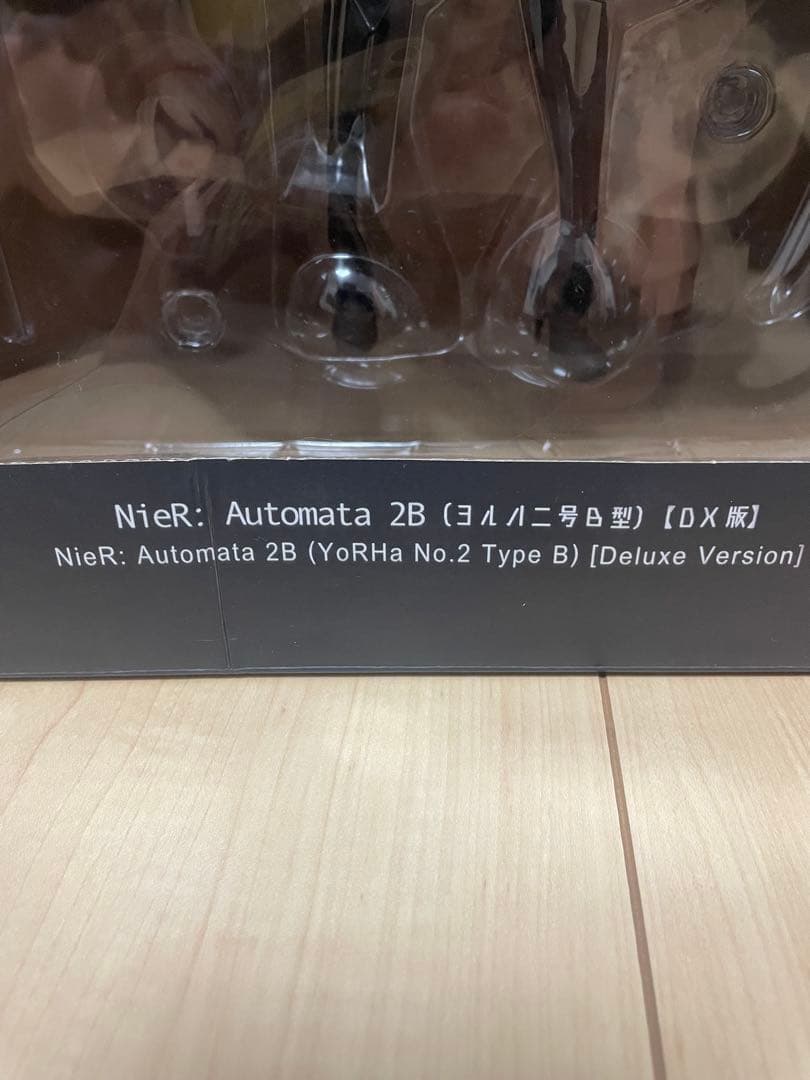 NieR: Automata 2B (ヨルハ二号B型)【DX版】
NieR: Automata 2B (YoRHa No.2 Type B) [Deluxe Version]